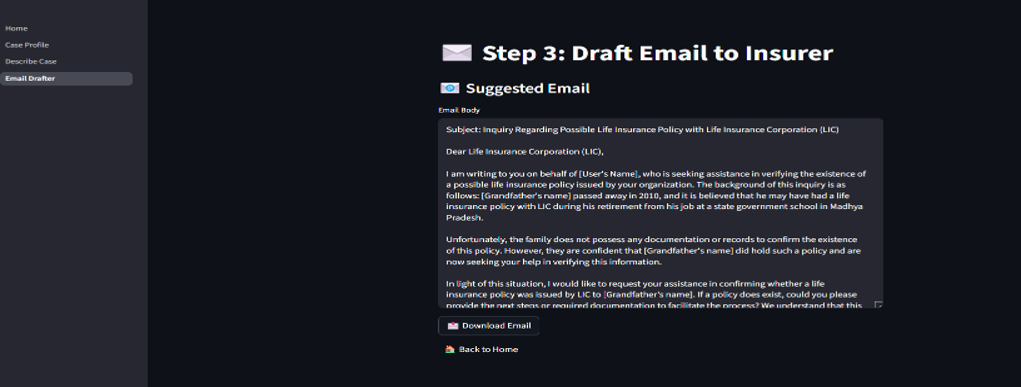 Home
Case Profile
Describe Case
Email Drafter
Step 3: Draft Email to Insurer
Suggested Email
Email Body
Subject: Inquiry Regarding Possible Life Insurance Policy with Life Insurance Corporation (LIC)
Dear Life Insurance Corporation (LIC),
I am writing to you on behalf of [User's Name], who is seeking assistance in verifying the existence of
a possible life insurance policy issued by your organization. The background of this inquiry is as
follows: [Grandfather's name] passed away in 2010, and it is believed that he may have had a life
insurance policy with LIC during his retirement from his job at a state government school in Madhya
Pradesh.
Unfortunately, the family does not possess any documentation or records to confirm the existence
of this policy. However, they are confident that [Grandfather's name] did hold such a policy and are
now seeking your help in verifying this information.
In light of this situation, I would like to request your assistance in confirming whether a life
insurance policy was issued by LIC to [Grandfather's name]. If a policy does exist, could you please
provide the next steps or required documentation to facilitate the process? We understand that this
Download Email
Back to Home